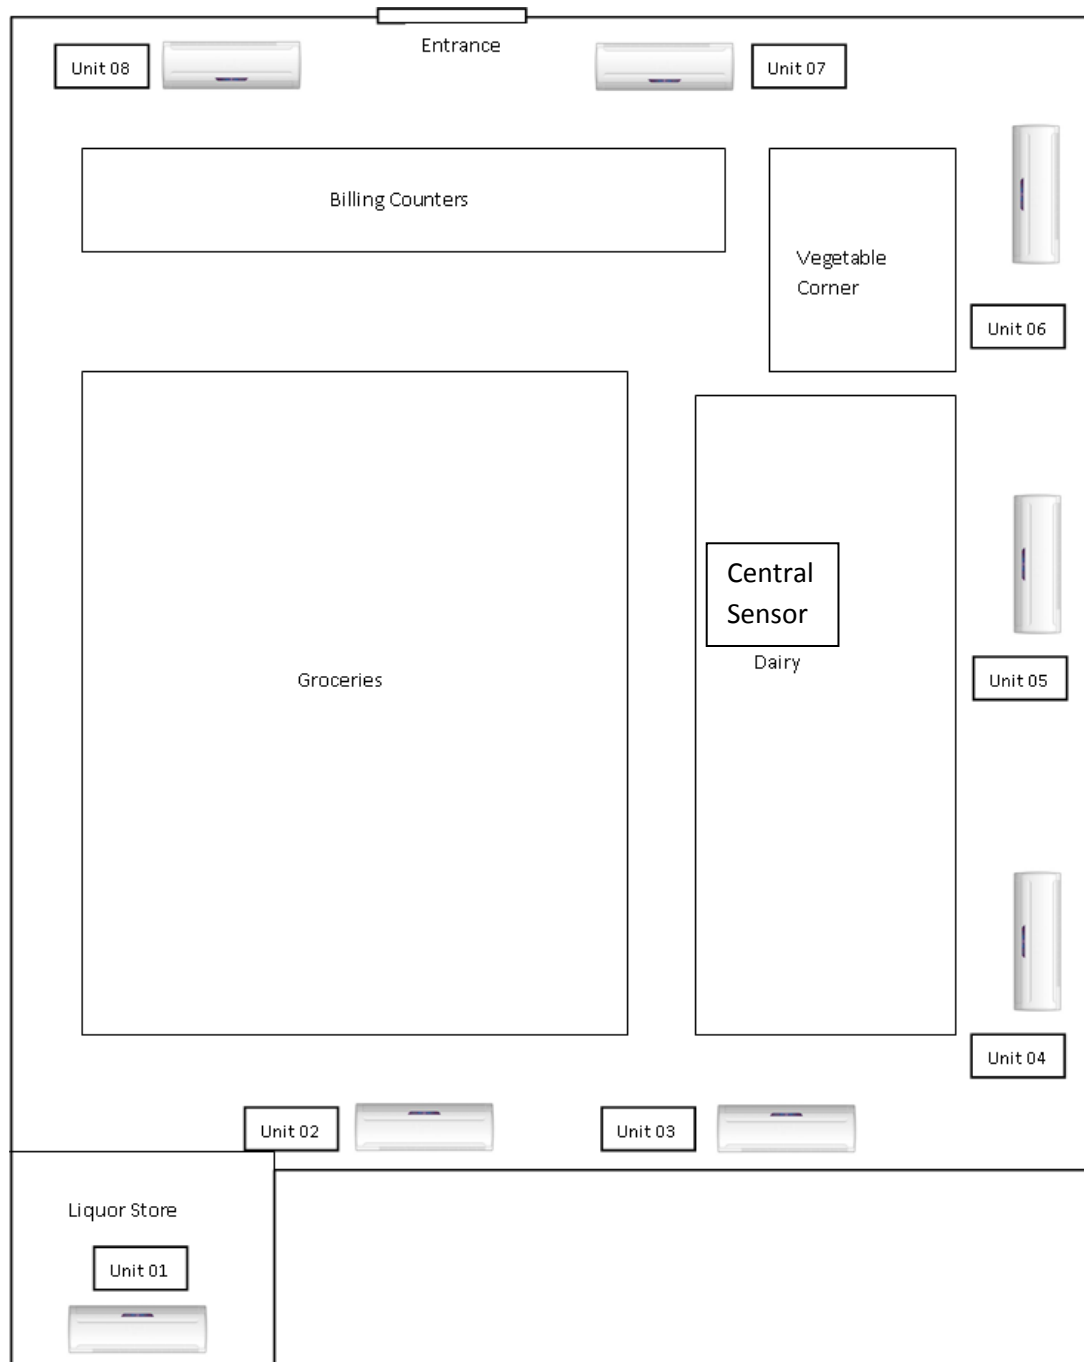 Entrance
Unit 08
Unit 07
Billing Counters
Vegetable
Corner
Unit 06
Central
Sensor
Dairy
Groceries
Unit 05
Unit 04
Unit 02
Unit 03
Liquor Store
Unit 01